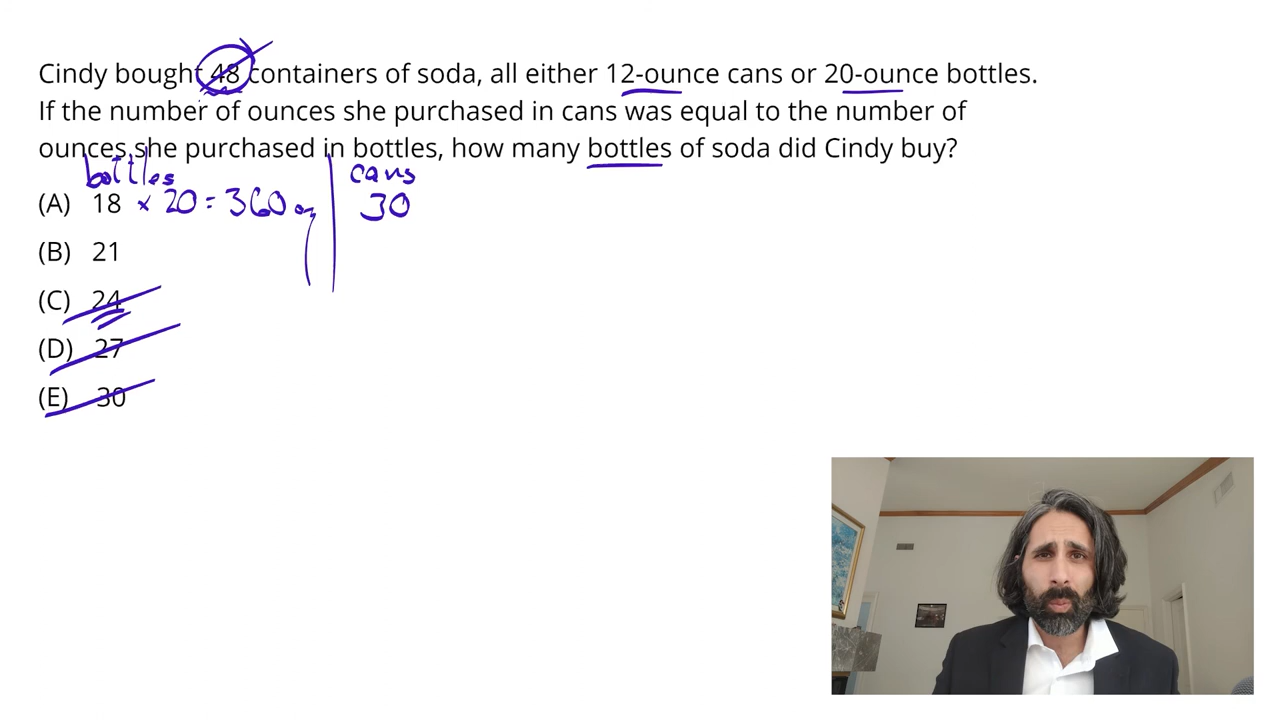 Cindy bought 48 containers of soda, all either 12-ounce cans or 20-ounce bottles.
If the number of ounces she purchased in cans was equal to the number of
ounces she purchased in bottles, how many bottles of soda did Cindy buy?
bottles cans
(A) 18 × 20 = 360 oz 30
(B) 21
(C) 24
(D) 27
(E) 30